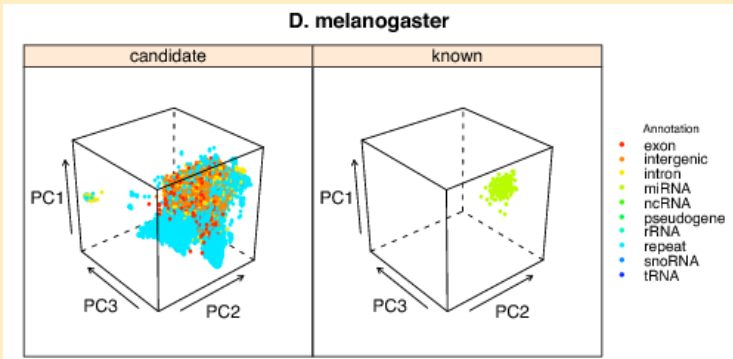 D. melanogaster
candidate
known
PC1
PC3
PC2
PC1
PC3
PC2
Annotation
exon
intergenic
intron
miRNA
ncRNA
pseudogene
rRNA
repeat
snoRNA
tRNA